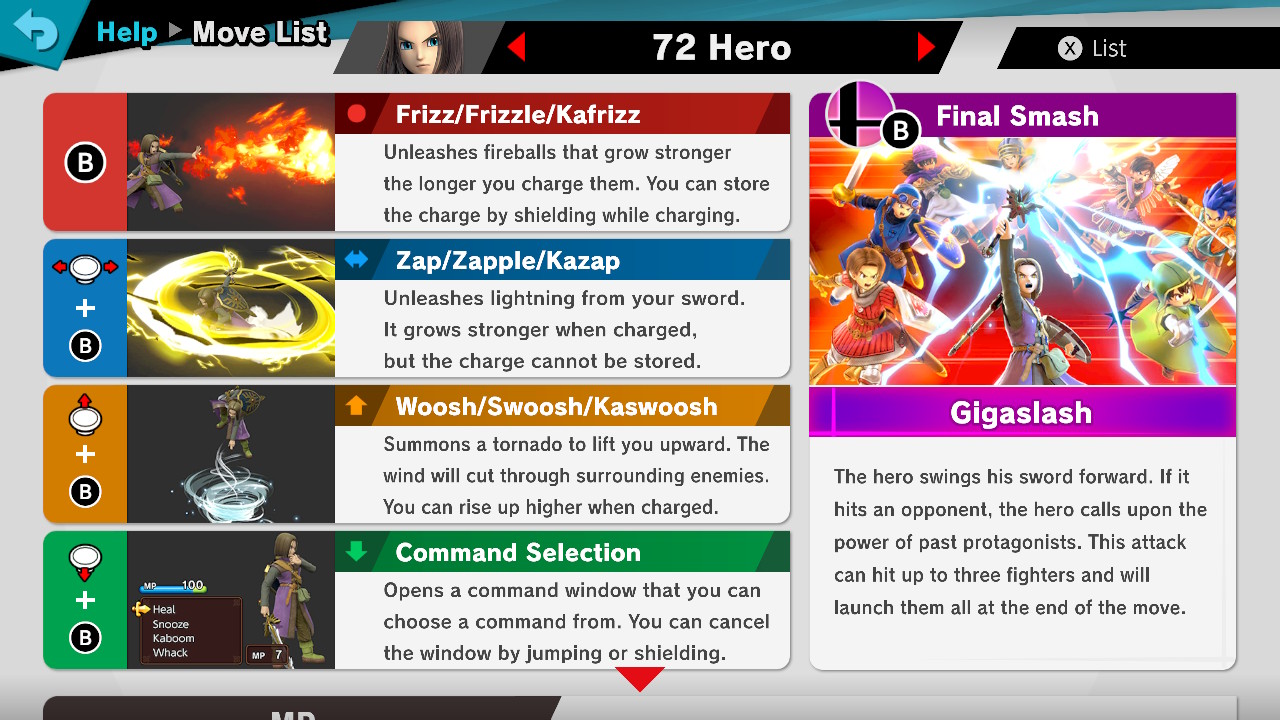 Help ▶ Move List
72 Hero
X List
B
Frizz/Frizzle/Kafrizz
Unleashes fireballs that grow stronger
the longer you charge them. You can store
the charge by shielding while charging.
+
B
Zap/Zapple/Kazap
Unleashes lightning from your sword.
It grows stronger when charged,
but the charge cannot be stored.
+
B
Woosh/Swoosh/Kaswoosh
Summons a tornado to lift you upward. The
wind will cut through surrounding enemies.
You can rise up higher when charged.
+
B
MP 100
Heal
Snooze
Kaboom
Whack
MP 7
Command Selection
Opens a command window that you can
choose a command from. You can cancel
the window by jumping or shielding.
B
Final Smash
Gigaslash
The hero swings his sword forward. If it
hits an opponent, the hero calls upon the
power of past protagonists. This attack
can hit up to three fighters and will
launch them all at the end of the move.
MP